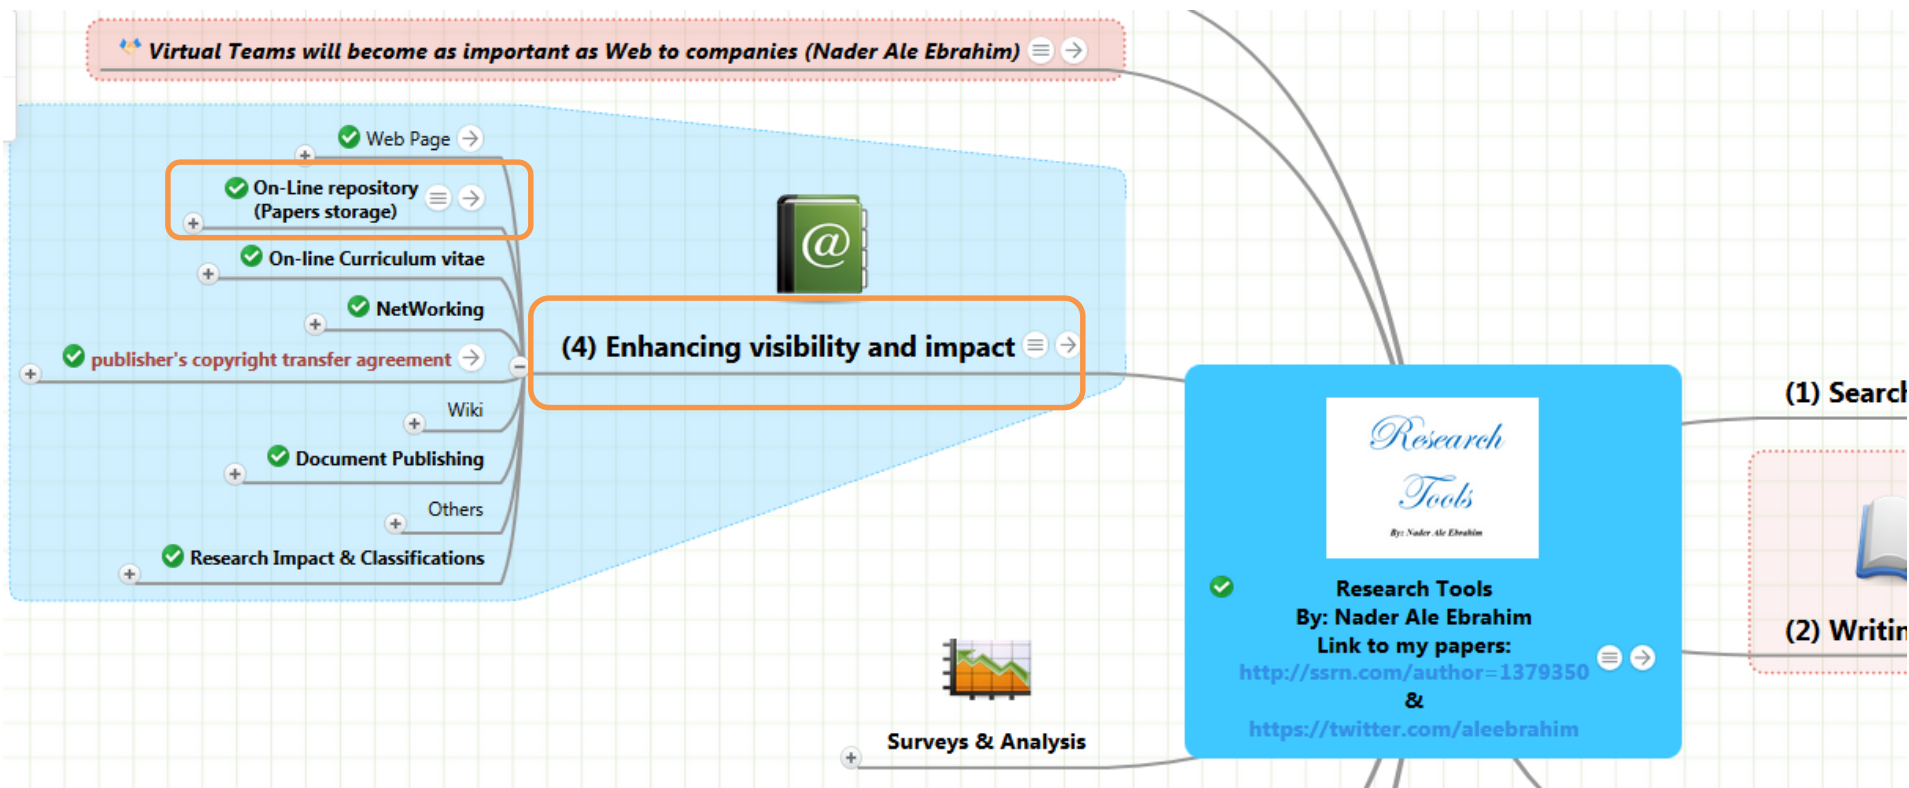 Virtual Teams will become as important as Web to companies (Nader Ale Ebrahim)
Web Page
On-Line repository
(Papers storage)
On-line Curriculum vitae
NetWorking
publisher's copyright transfer agreement
Wiki
Document Publishing
Others
Research Impact & Classifications
@
(4) Enhancing visibility and impact
Surveys & Analysis
Research
Tools
By: Nader Ale Ebrahim
Research Tools
By: Nader Ale Ebrahim
Link to my papers:
http://ssrn.com/author=1379350
&
https://twitter.com/aleebrahim
(1) Search
(2) Writin